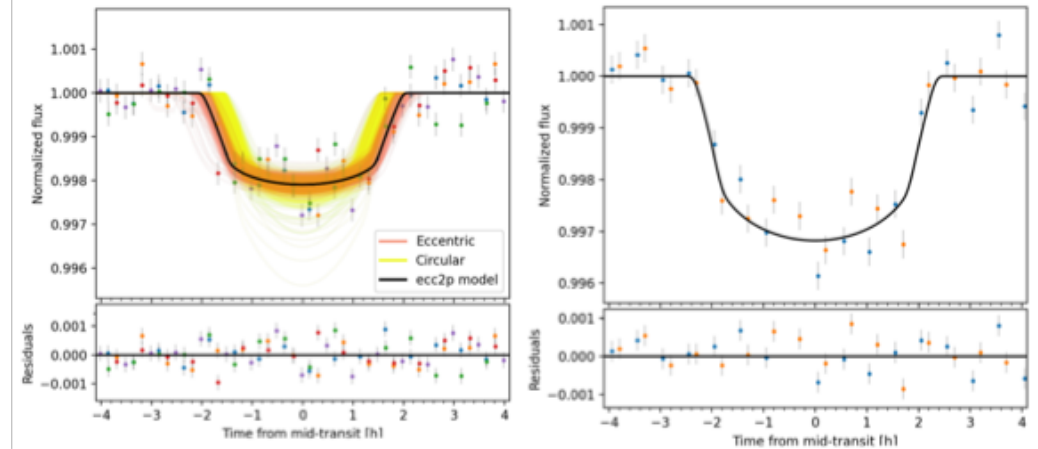 1.001
1.000
0.999
0.998
0.997
0.996
Normalized flux
Eccentric
Circular
ecc2p model
0.001
0.000
−0.001
Residuals
−4 −3 −2 −1 0 1 2 3 4
Time from mid-transit [h]
1.001
1.000
0.999
0.998
0.997
0.996
Normalized flux
0.001
0.000
−0.001
Residuals
−4 −3 −2 −1 0 1 2 3 4
Time from mid-transit [h]